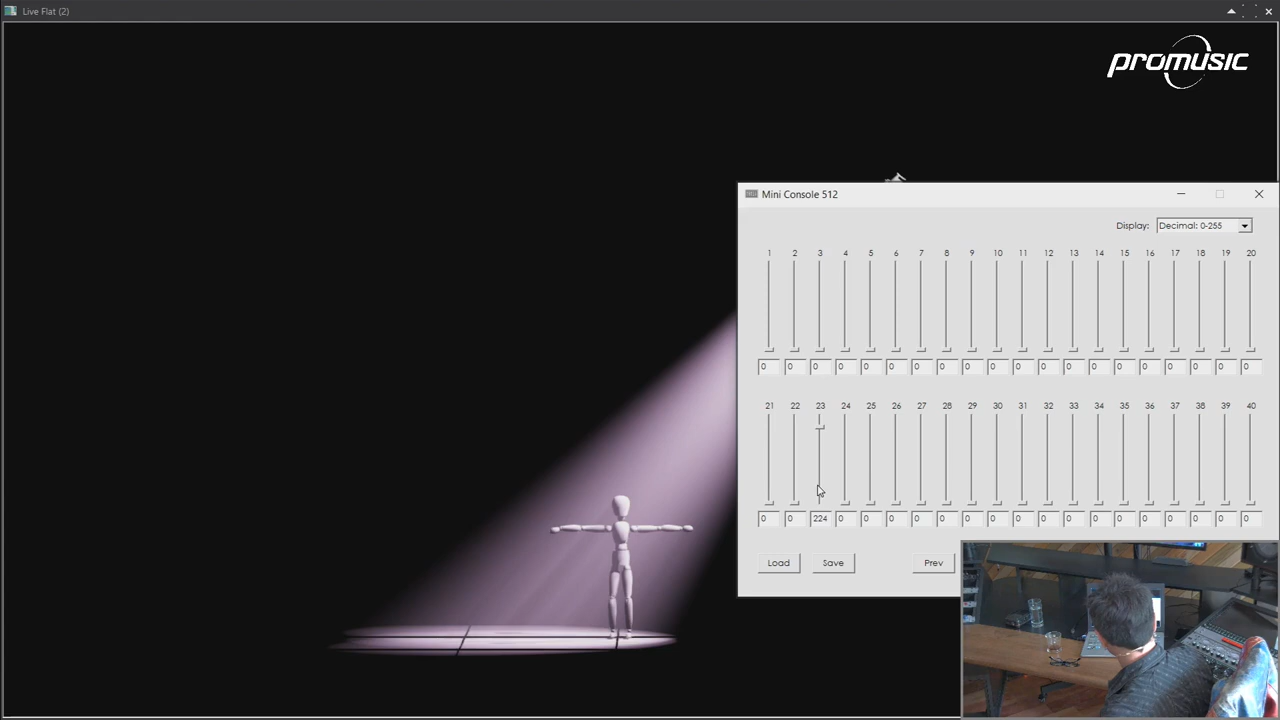 Live Flat (2)
promusic
Mini Console 512
Display: Decimal: 0-255
1 2 3 4 5 6 7 8 9 10 11 12 13 14 15 16 17 18 19 20
0 0 0 0 0 0 0 0 0 0 0 0 0 0 0 0 0 0 0 0
21 22 23 24 25 26 27 28 29 30 31 32 33 34 35 36 37 38 39 40
0 0 224 0 0 0 0 0 0 0 0 0 0 0 0 0 0 0 0 0
Load Save Prev